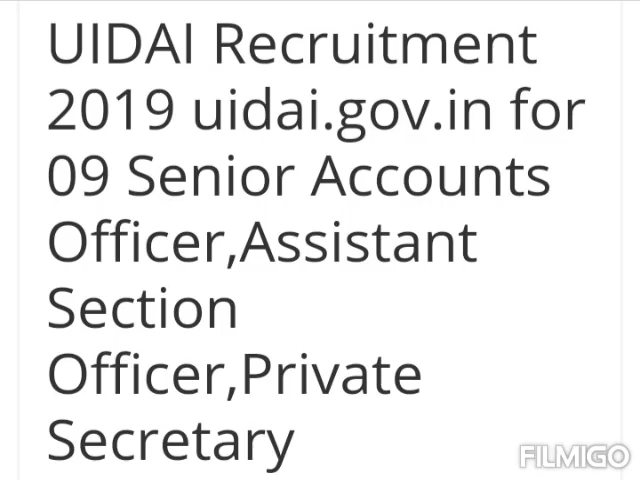 UIDAI Recruitment
2019 uidai.gov.in for
09 Senior Accounts
Officer,Assistant
Section
Officer,Private
Secretary
FILMIGO